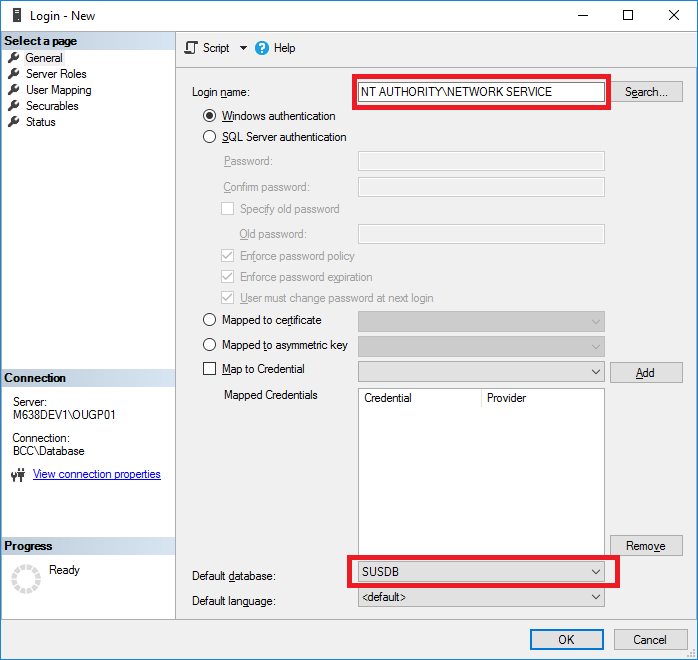 Login - New
Select a page
General
Server Roles
User Mapping
Securables
Status
Script
Help
Login name:
NT AUTHORITY\NETWORK SERVICE
Search...
Windows authentication
SQL Server authentication
Password:
Confirm password:
Specify old password
Old password:
Enforce password policy
Enforce password expiration
User must change password at next login
Mapped to certificate
Mapped to asymmetric key
Map to Credential
Add
Mapped Credentials
Credential Provider
Remove
Default database:
SUSDB
Default language:
<default>
Connection
Server:
M638DEV1\OUGP01
Connection:
BCC\Database
View connection properties
Progress
Ready
OK
Cancel